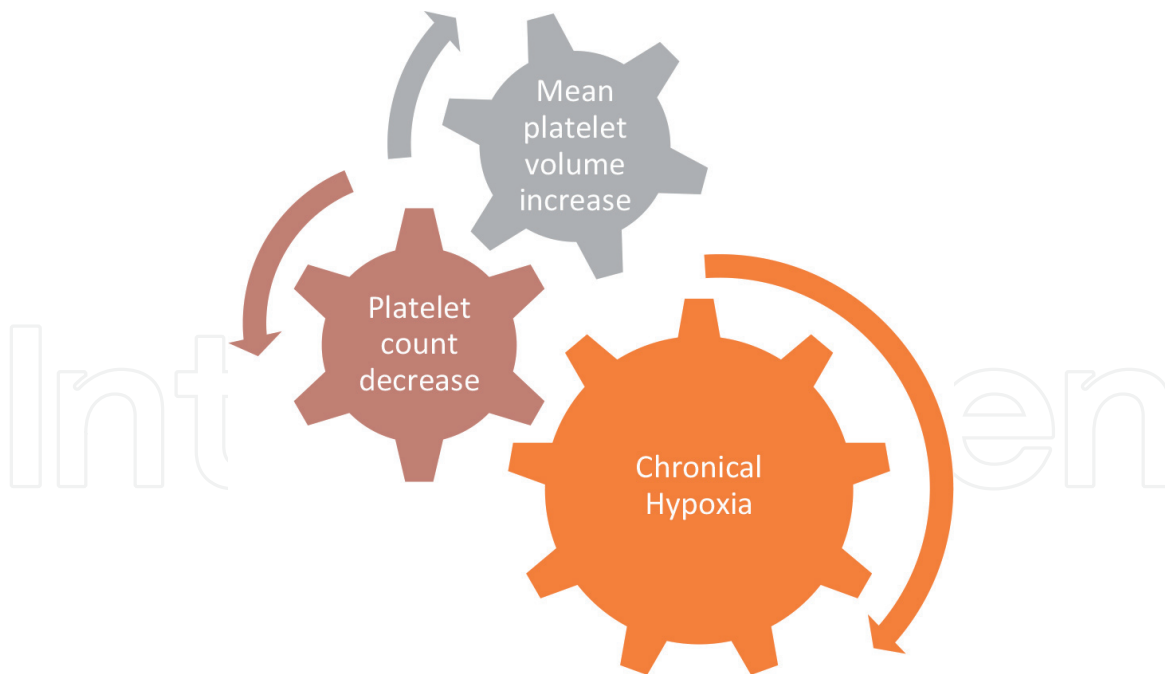 Mean
platelet
volume
increase
Platelet
count
decrease
Chronical
Hypoxia